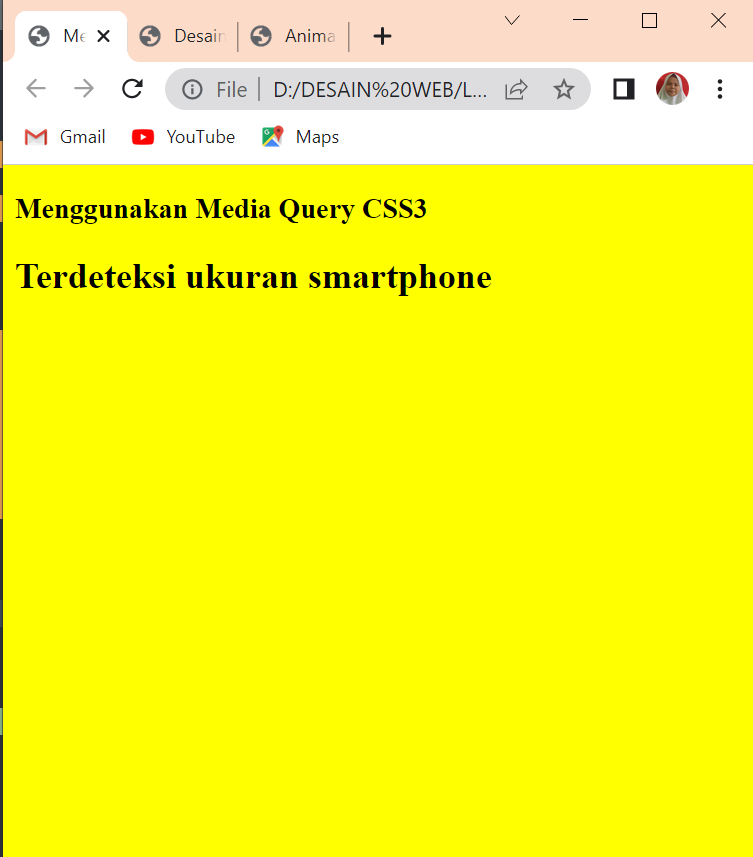 Me
Desain
Anima
File
D:/DESAIN%20WEB/L...
Gmail
YouTube
Maps
Menggunakan Media Query CSS3
Terdeteksi ukuran smartphone